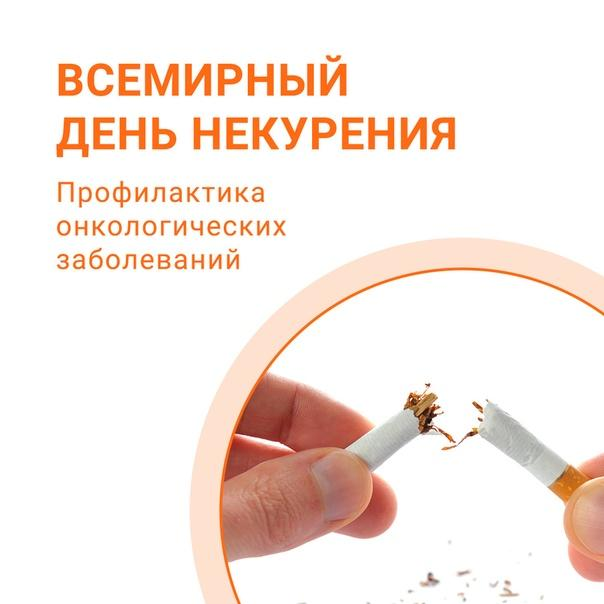 ВСЕМИРНЫЙ
ДЕНЬ НЕКУРЕНИЯ
Профилактика
онкологических
заболеваний